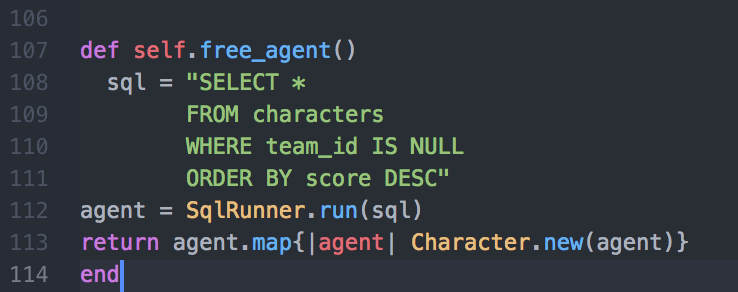 106
107 def self.free_agent()
108   sql = "SELECT *
109         FROM characters
110         WHERE team_id IS NULL
111         ORDER BY score DESC"
112 agent = SqlRunner.run(sql)
113 return agent.map{|agent| Character.new(agent)}
114 end